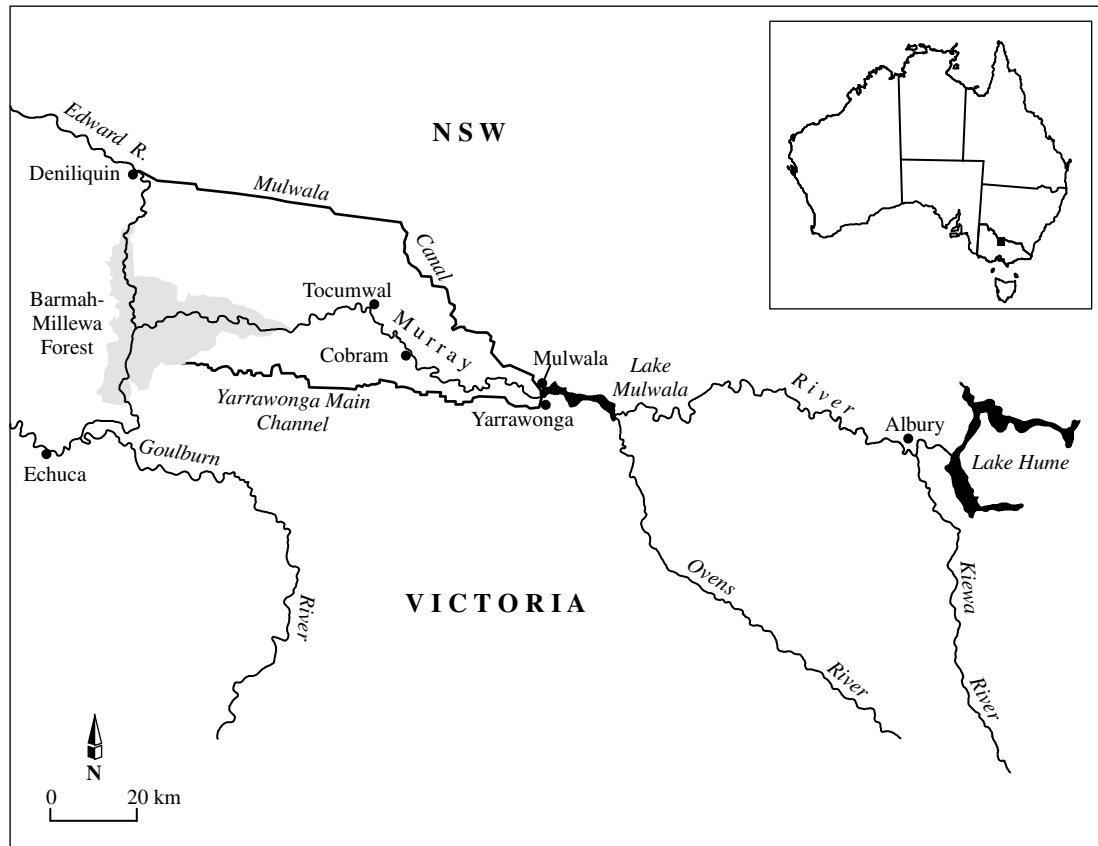 NSW
Edward R.
Deniliquin
Mulwala
Canal
Barmah-
Millewa
Forest
Tocumwal
Murray
Cobram
Mulwala
Lake
Mulwala
River
Yarrawonga Main
Channel
Yarrawonga
Albury
Lake Hume
Goulburn
Echuca
River
VICTORIA
Ovens
River
Kiewa
River
N
0 20 km